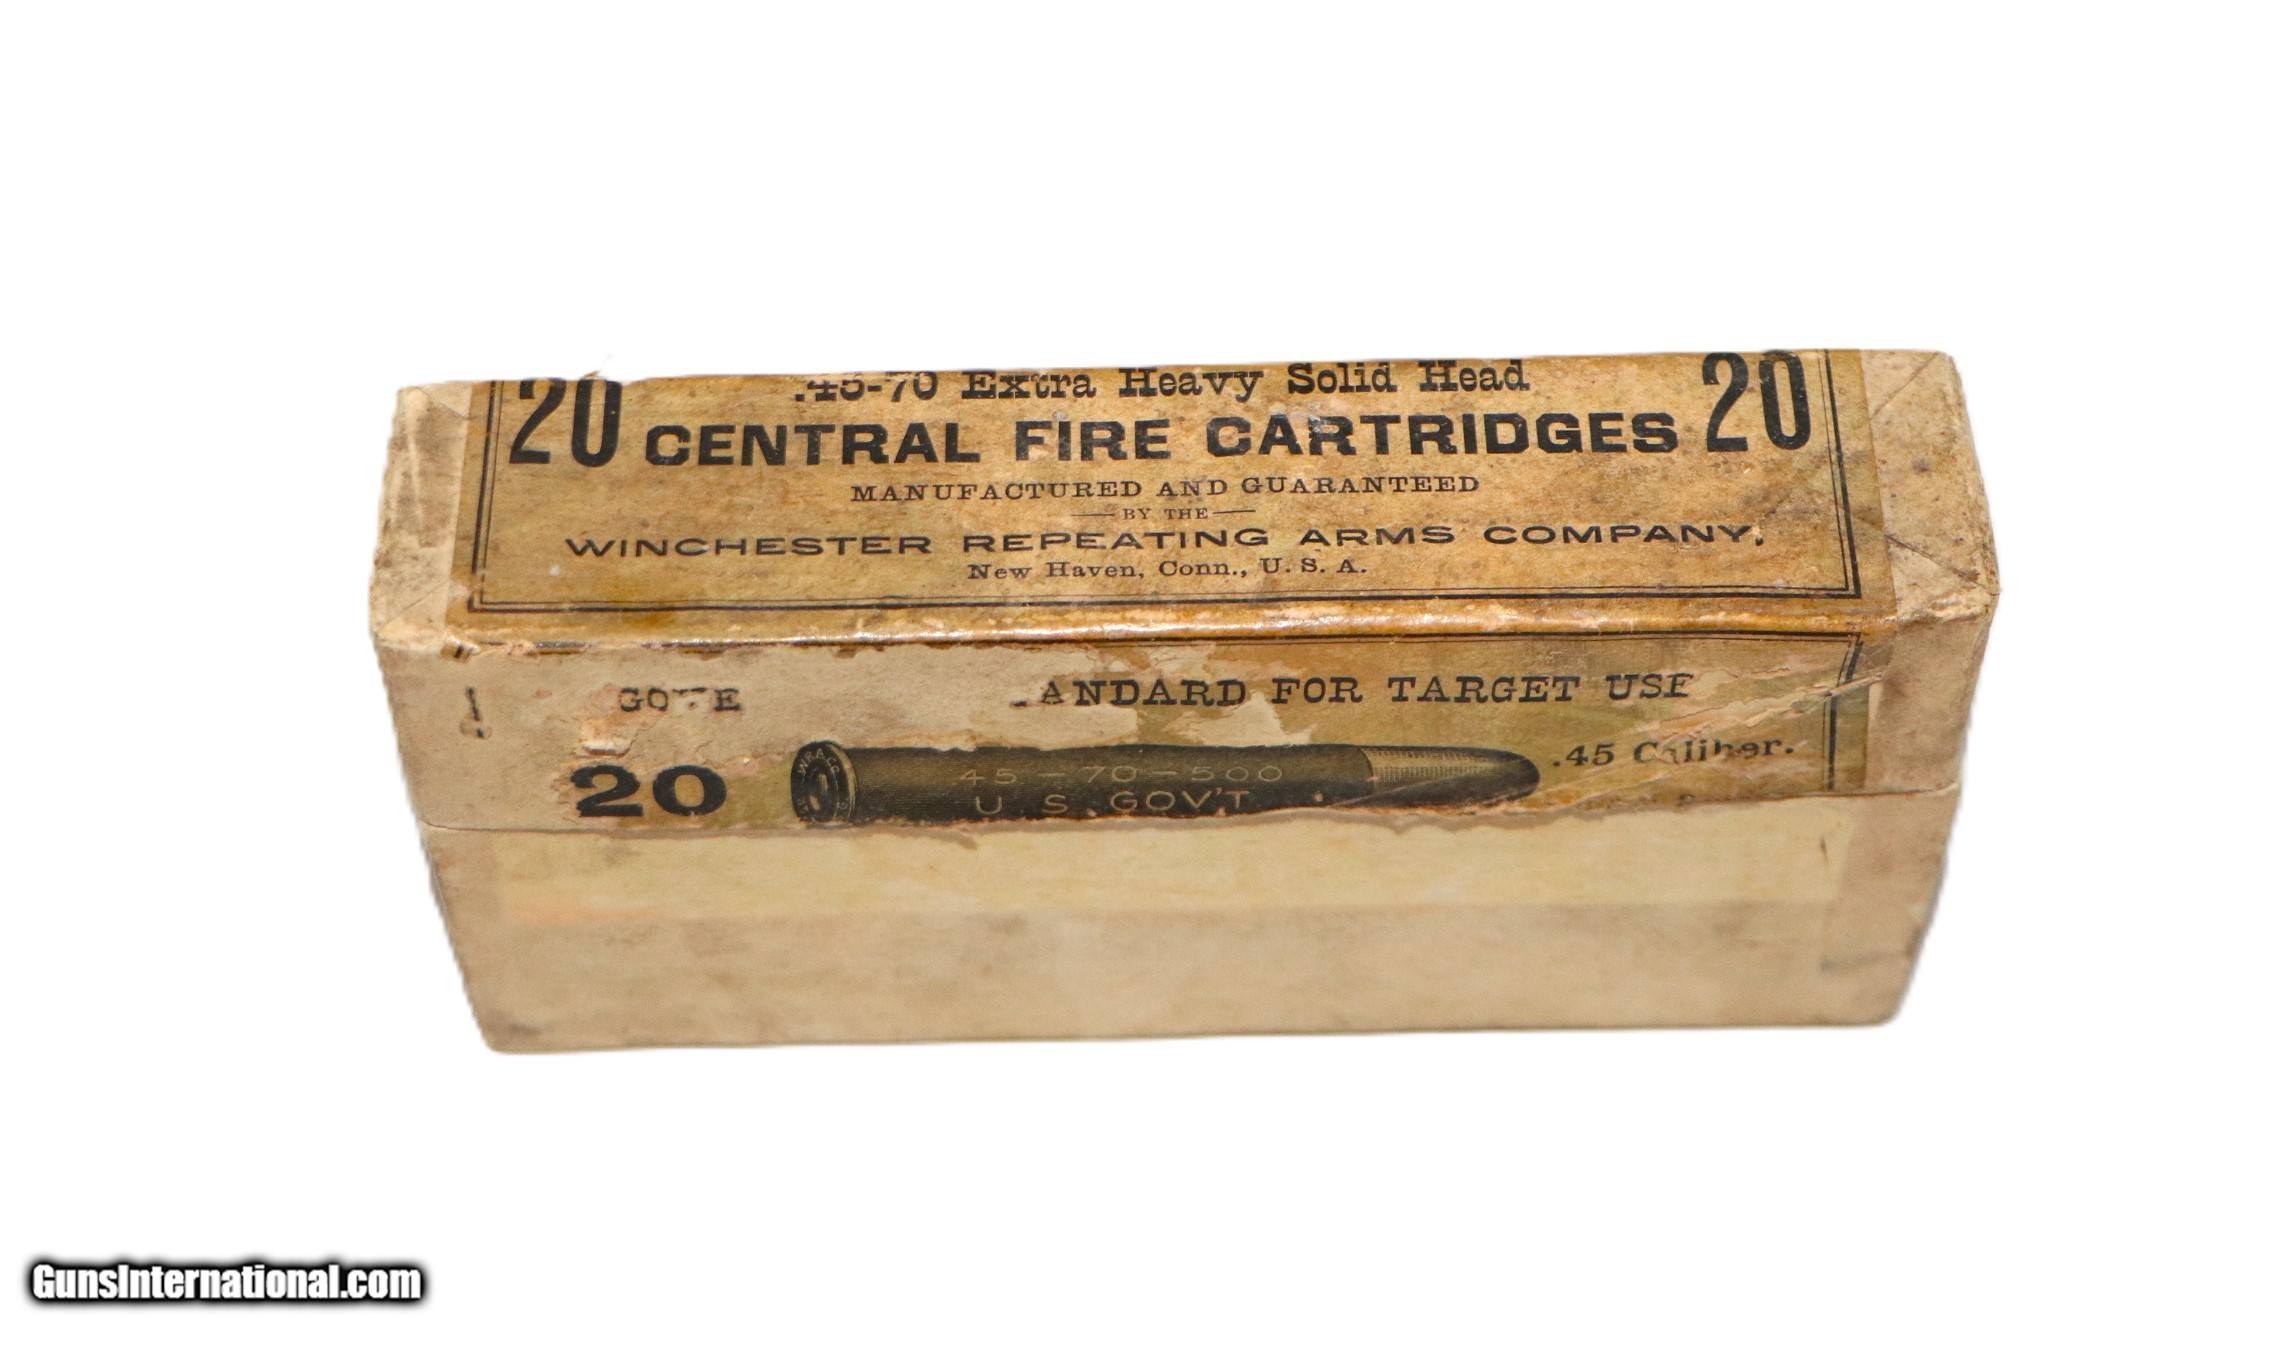 20 .45-70 Extra Heavy Solid Head 20
CENTRAL FIRE CARTRIDGES
MANUFACTURED AND GUARANTEED
BY THE
WINCHESTER REPEATING ARMS COMPANY,
New Haven, Conn., U. S. A.
ANDARD FOR TARGET USE
20
.45 Caliber.
W.R.A.CO.
45-70-500
U. S. GOV'T
GunsInternational.com